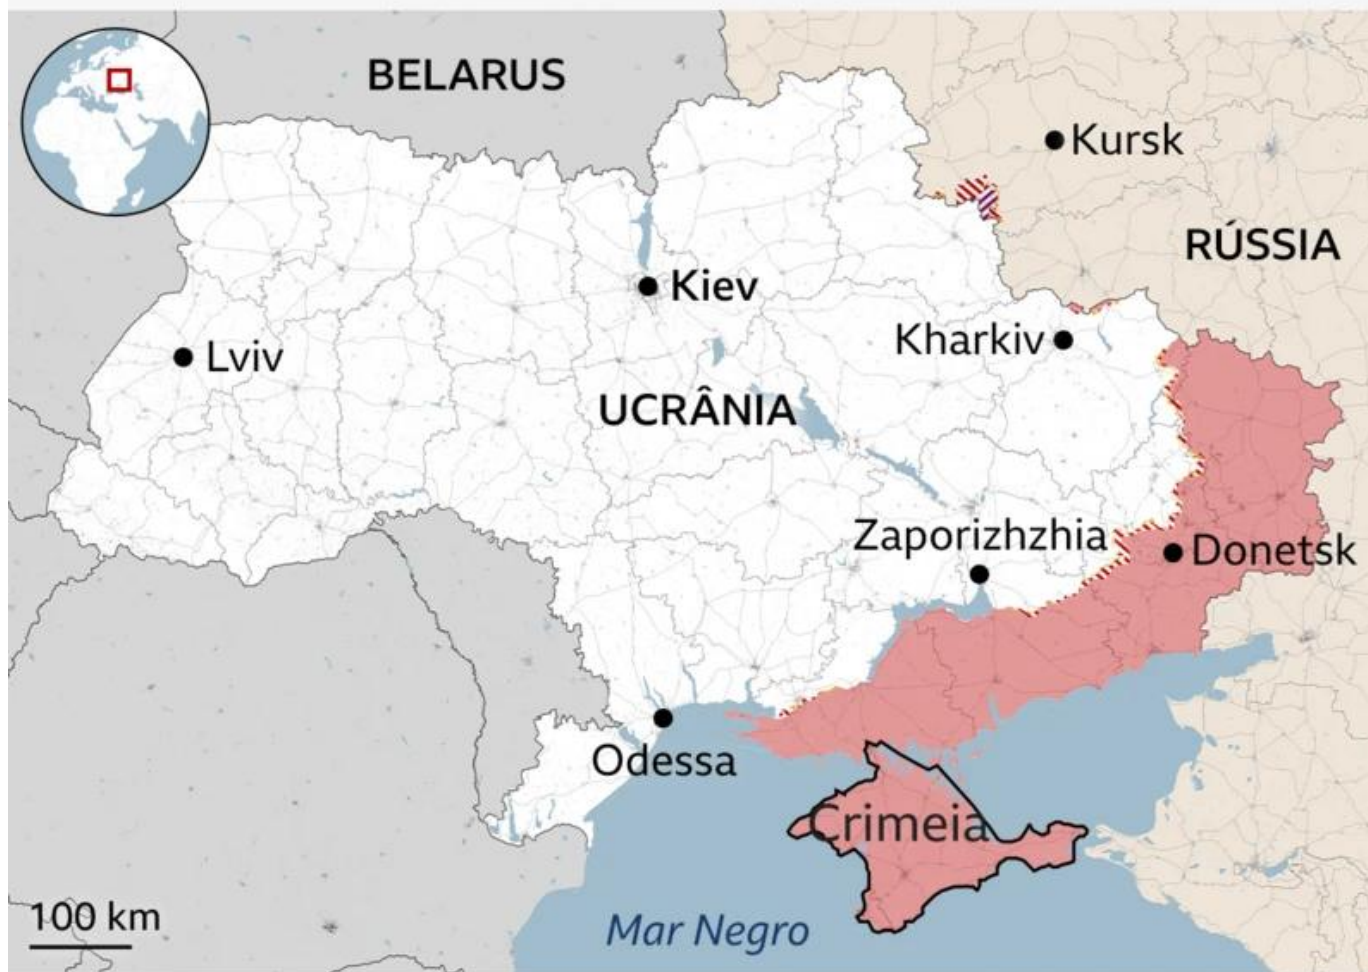 BELARUS
Kursk
RÚSSIA
Kiev
Kharkiv
Lviv
UCRÂNIA
Zaporizhzhia
Donetsk
Odessa
Crimeia
100 km
Mar Negro